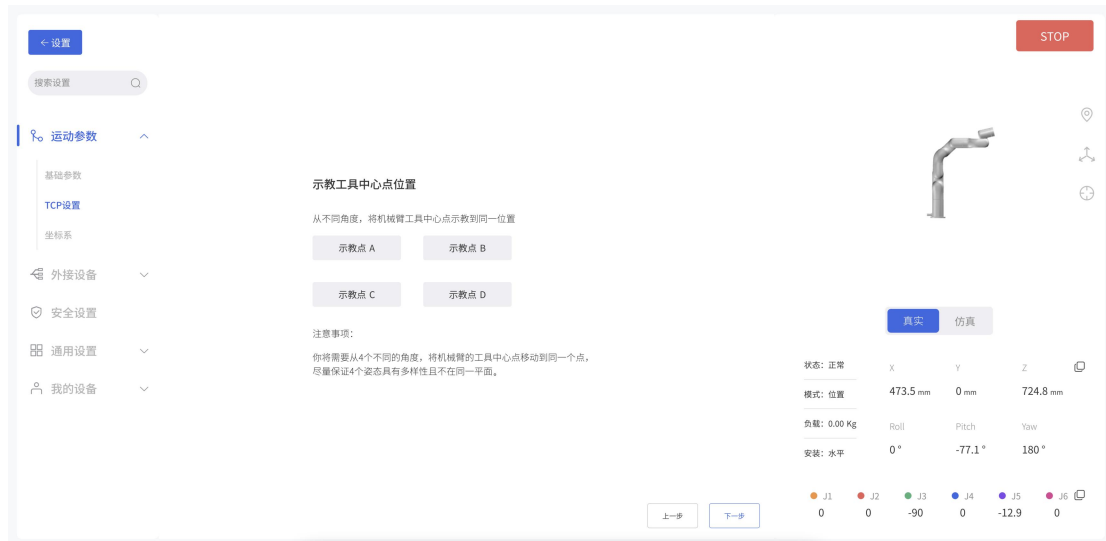 ← 设置
STOP
搜索设置
运动参数
基础参数
TCP设置
坐标系
外接设备
安全设置
通用设置
我的设备
示教工具中心点位置
从不同角度，将机械臂工具中心点示教到同一位置
示教点 A 示教点 B
示教点 C 示教点 D
注意事项：
你将需要从4个不同的角度，将机械臂的工具中心点移动到同一个点，
尽量保证4个姿态具有多样性且不在同一平面。
上一步 下一步
真实 仿真
状态：正常
模式：位置
负载：0.00 Kg
安装：水平
X Y Z
473.5 mm 0 mm 724.8 mm
Roll Pitch Yaw
0 ° -77.1 ° 180 °
J1 J2 J3 J4 J5 J6
0 0 -90 0 -12.9 0